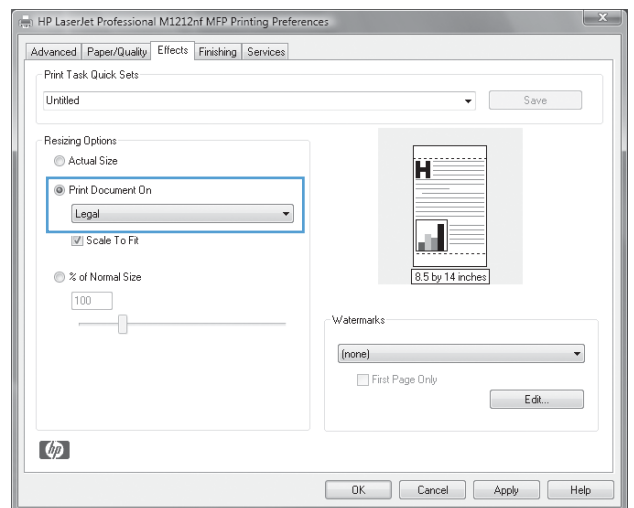 HP LaserJet Professional M1212nf MFP Printing Preferences
Advanced Paper/Quality Effects Finishing Services
Print Task Quick Sets
Untitled Save
Resizing Options
Actual Size
Print Document On
Legal
Scale To Fit
% of Normal Size
100
H
8.5 by 14 inches
Watermarks
(none)
First Page Only
Edit...
hp
OK Cancel Apply Help